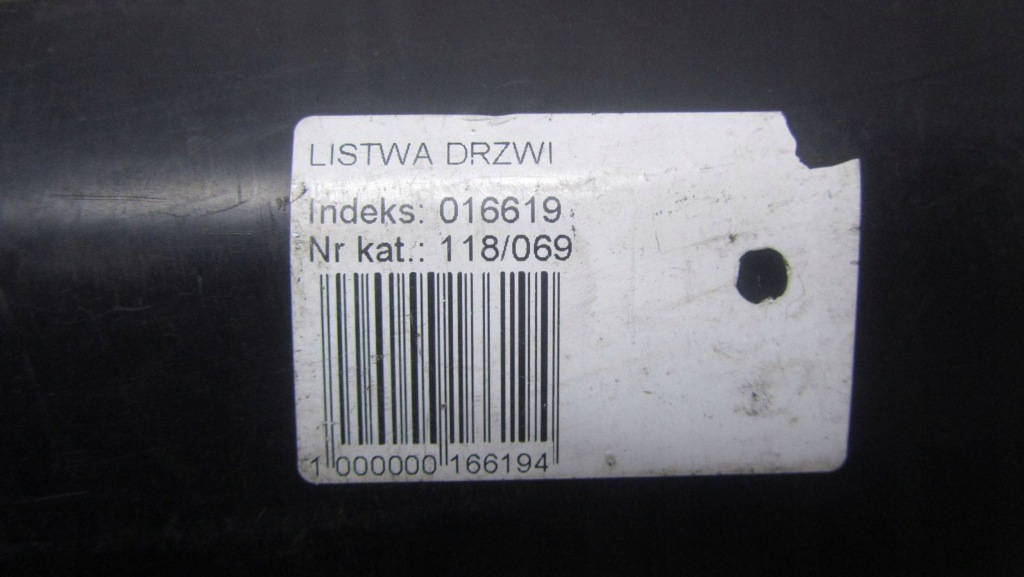 LISTWA DRZWI
Indeks: 016619
Nr kat.: 118/069
1 000000 166194